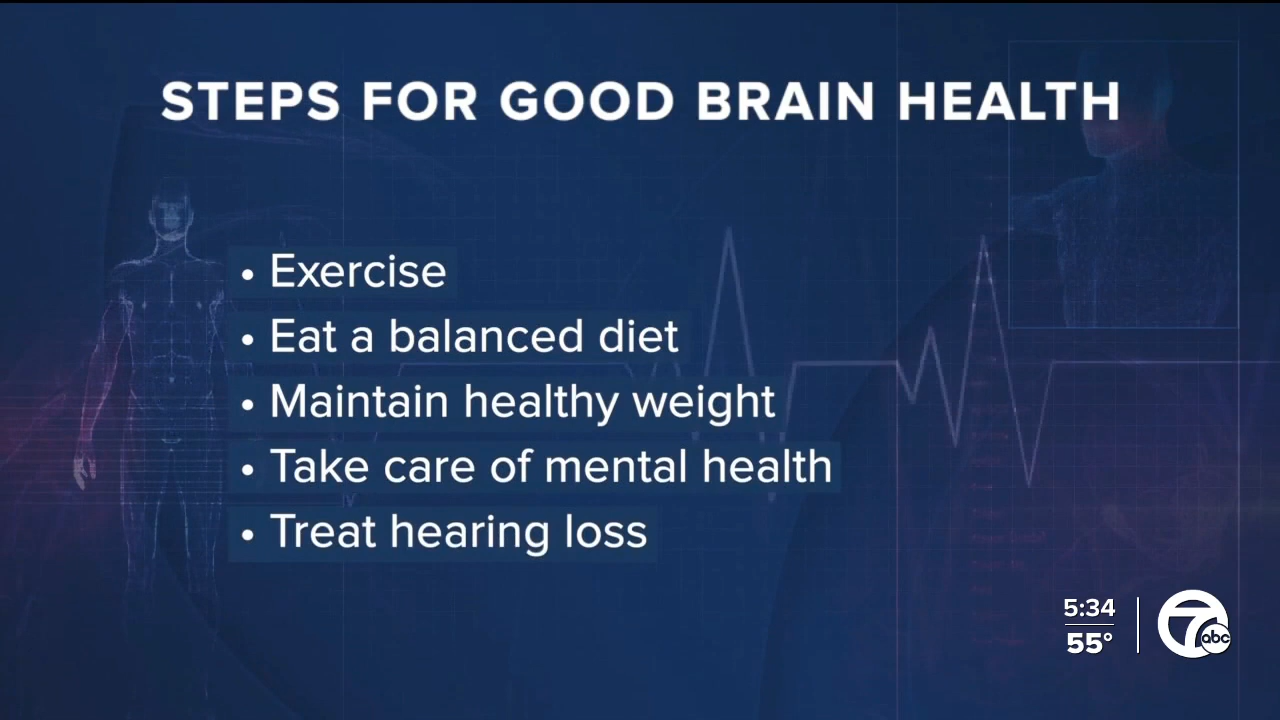 STEPS FOR GOOD BRAIN HEALTH
• Exercise
• Eat a balanced diet
• Maintain healthy weight
• Take care of mental health
• Treat hearing loss
5:34
55°
7 abc